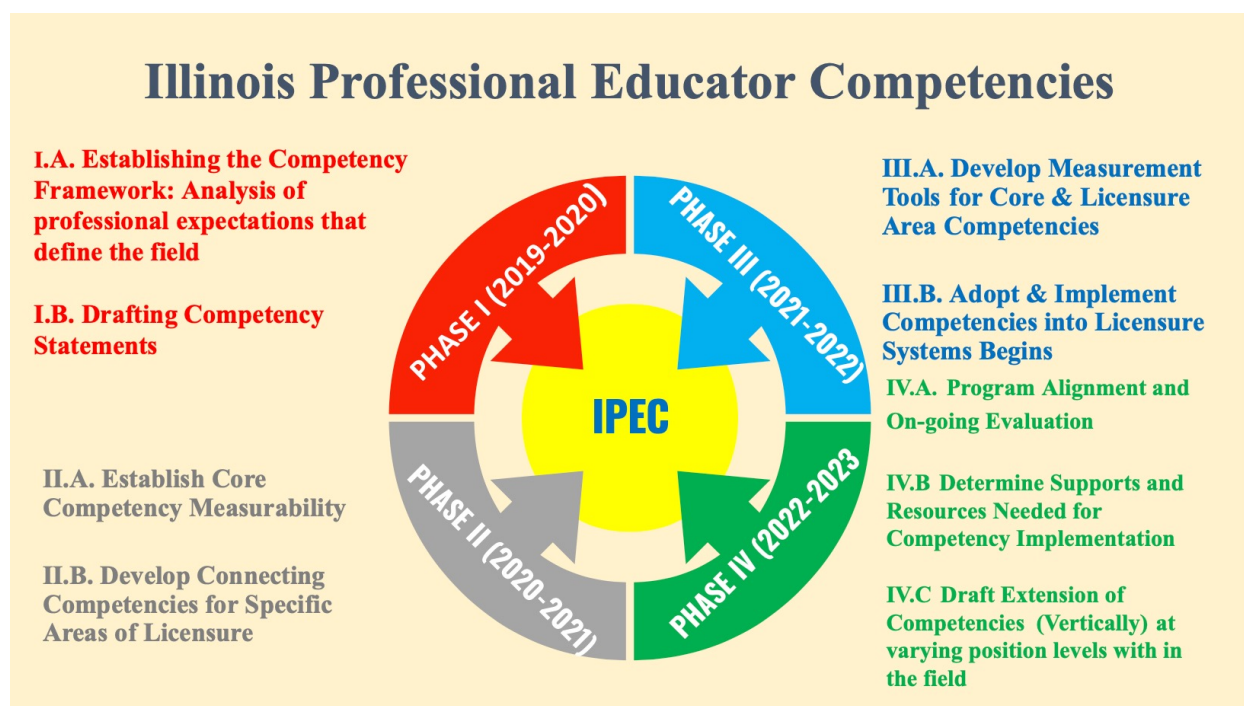 Illinois Professional Educator Competencies
I.A. Establishing the Competency
Framework: Analysis of
professional expectations that
define the field
I.B. Drafting Competency
Statements
II.A. Establish Core
Competency Measurability
II.B. Develop Connecting
Competencies for Specific
Areas of Licensure
PHASE I (2019-2020)
PHASE III (2021-2022)
IPEC
PHASE II (2020-2021)
PHASE IV (2022-2023
III.A. Develop Measurement
Tools for Core & Licensure
Area Competencies
III.B. Adopt & Implement
Competencies into Licensure
Systems Begins
IV.A. Program Alignment and
On-going Evaluation
IV.B Determine Supports and
Resources Needed for
Competency Implementation
IV.C Draft Extension of
Competencies (Vertically) at
varying position levels with in
the field